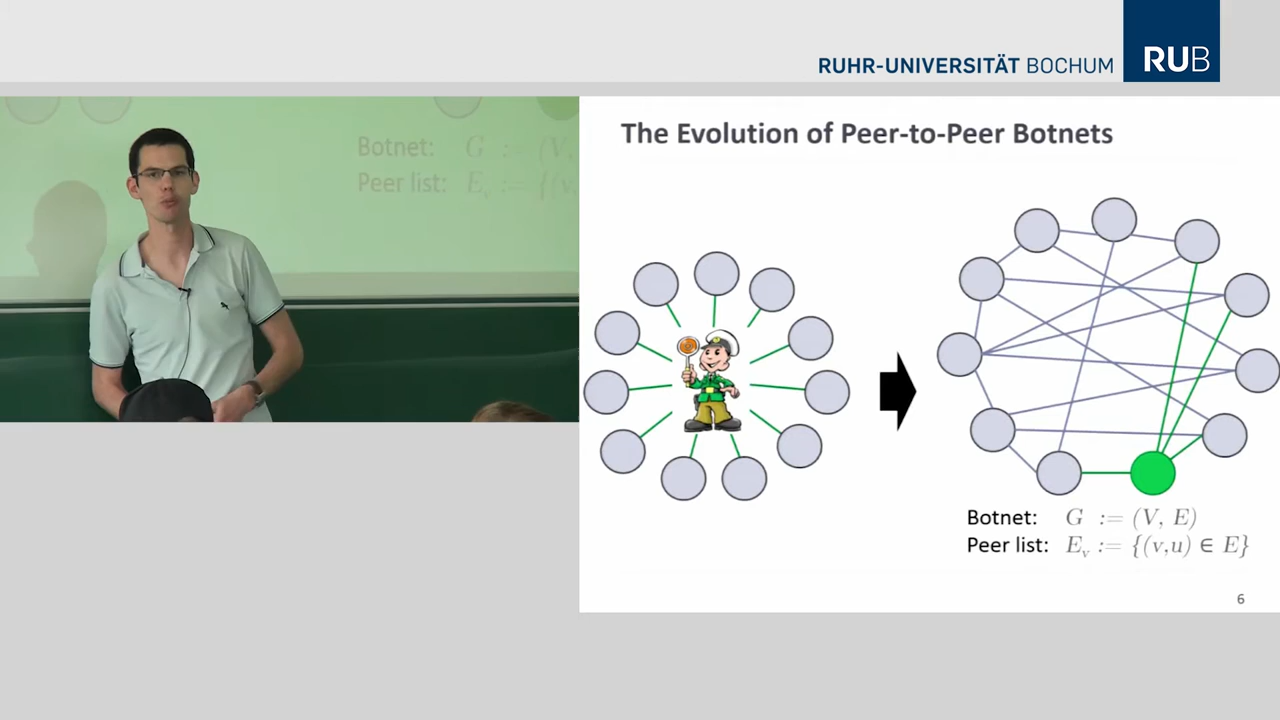 RUHR-UNIVERSITÄT BOCHUM
RUB
The Evolution of Peer-to-Peer Botnets
Botnet: G := (V,
Peer list: E_v := {(v,
Botnet: G := (V, E)
Peer list: E_v := {(v,u) ∈ E}
6